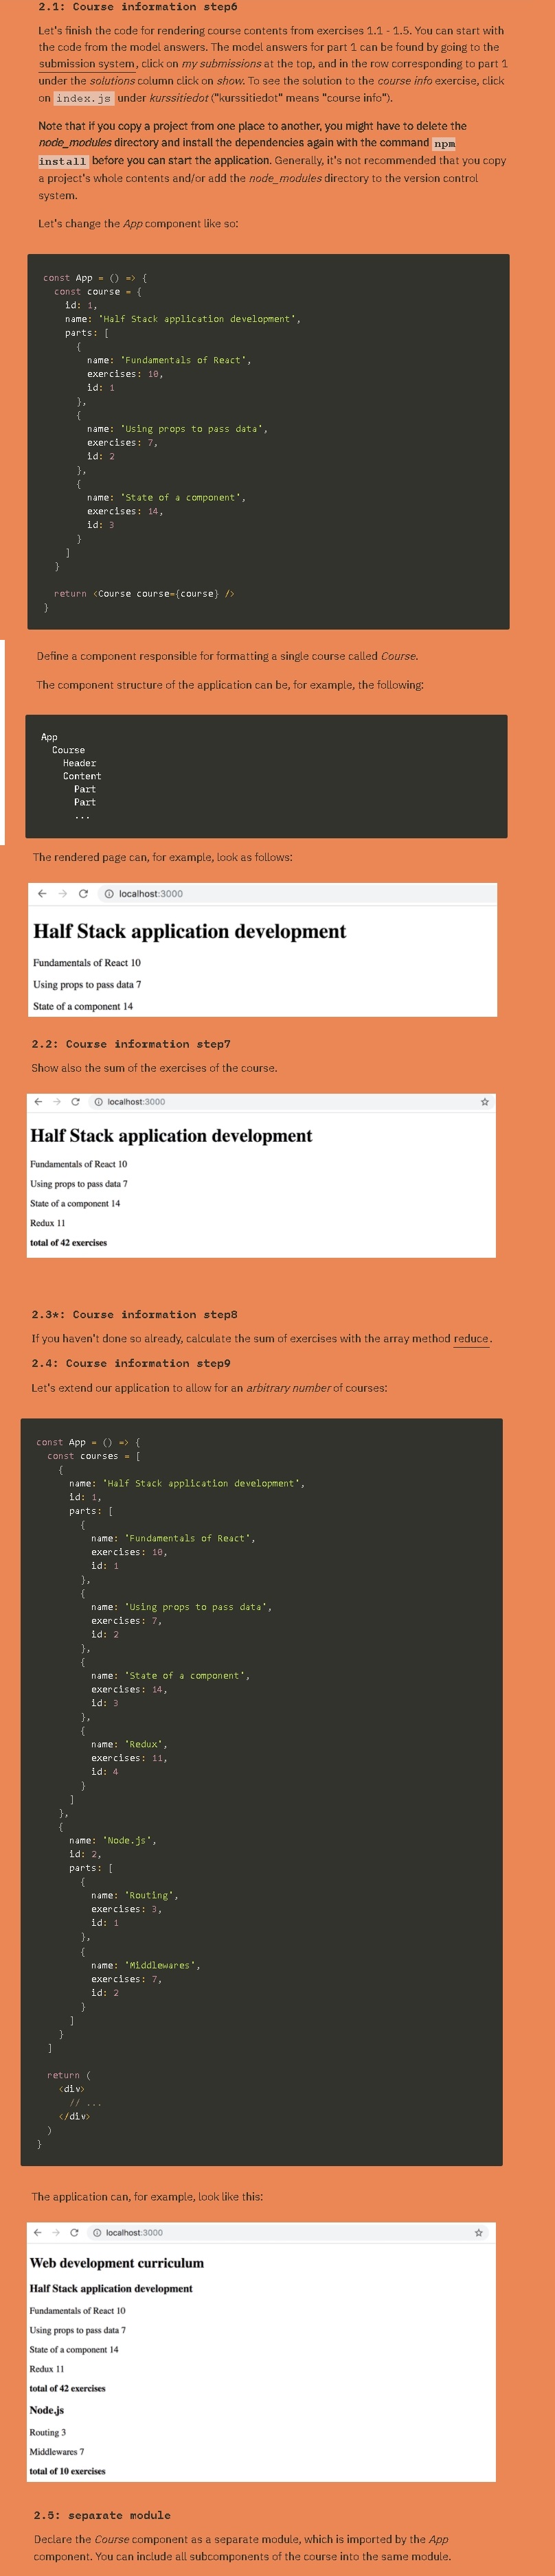 2.1: Course information step6
Let's finish the code for rendering course contents from exercises 1.1 - 1.5. You can start with
the code from the model answers. The model answers for part 1 can be found by going to the
submission system, click on my submissions at the top, and in the row corresponding to part 1
under the solutions column click on show. To see the solution to the course info exercise, click
on index.js under kurssitiedot ("kurssitiedot" means "course info").
Note that if you copy a project from one place to another, you might have to delete the
node_modules directory and install the dependencies again with the command npm
install before you can start the application. Generally, it's not recommended that you copy
a project's whole contents and/or add the node_modules directory to the version control
system.
Let's change the App component like so:
const App = () => {
const course = {
id: 1,
name: 'Half Stack application development',
parts: [
{
name: 'Fundamentals of React',
exercises: 10,
id: 1
},
{
name: 'Using props to pass data',
exercises: 7,
id: 2
},
{
name: 'State of a component',
exercises: 14,
id: 3
}
]
}
return <Course course={course} />
}
Define a component responsible for formatting a single course called Course.
The component structure of the application can be, for example, the following:
App
Course
Header
Content
Part
Part
...
The rendered page can, for example, look as follows:
localhost:3000
Half Stack application development
Fundamentals of React 10
Using props to pass data 7
State of a component 14
2.2: Course information step7
Show also the sum of the exercises of the course.
localhost:3000
Half Stack application development
Fundamentals of React 10
Using props to pass data 7
State of a component 14
Redux 11
total of 42 exercises
2.3*: Course information step8
If you haven't done so already, calculate the sum of exercises with the array method reduce.
2.4: Course information step9
Let's extend our application to allow for an arbitrary number of courses:
const App = () => {
const courses = [
{
name: 'Half Stack application development',
id: 1,
parts: [
{
name: 'Fundamentals of React',
exercises: 10,
id: 1
},
{
name: 'Using props to pass data',
exercises: 7,
id: 2
},
{
name: 'State of a component',
exercises: 14,
id: 3
},
{
name: 'Redux',
exercises: 11,
id: 4
}
]
},
{
name: 'Node.js',
id: 2,
parts: [
{
name: 'Routing',
exercises: 3,
id: 1
},
{
name: 'Middlewares',
exercises: 7,
id: 2
}
]
}
]
return (
<div>
// ...
</div>
)
}
The application can, for example, look like this:
localhost:3000
Web development curriculum
Half Stack application development
Fundamentals of React 10
Using props to pass data 7
State of a component 14
Redux 11
total of 42 exercises
Node.js
Routing 3
Middlewares 7
total of 10 exercises
2.5: separate module
Declare the Course component as a separate module, which is imported by the App
component. You can include all subcomponents of the course into the same module.